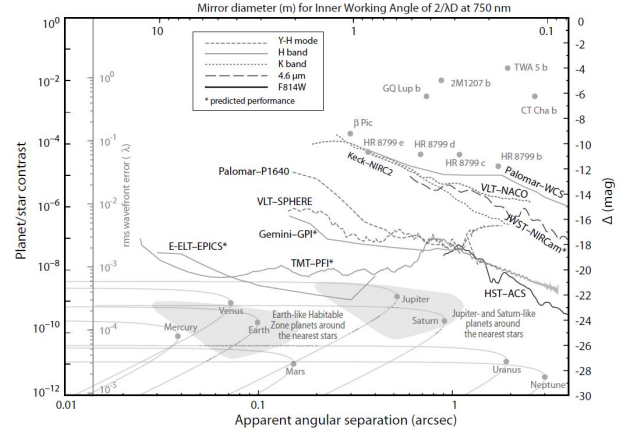 Mirror diameter (m) for Inner Working Angle of 2/λD at 750 nm
10
1
0.1
10⁰
10⁻²
10⁻⁴
10⁻⁶
10⁻⁸
10⁻¹⁰
10⁻¹²
Planet/star contrast
10⁰
10⁻¹
10⁻²
10⁻³
10⁻⁴
10⁻⁵
rms wavefront error ( λ)
Y-H mode
H band
K band
4.6 μm
F814W
* predicted performance
TWA 5 b
2M1207 b
GQ Lup b
CT Cha b
β Pic
HR 8799 e
HR 8799 d
HR 8799 c
HR 8799 b
Keck–NIRC2
Palomar–WCS
Palomar–P1640
VLT–NACO
VLT–SPHERE
JWST–NIRCam*
Gemini–GPI*
E-ELT–EPICS*
TMT–PFI*
HST–ACS
Jupiter
Venus
Earth-like Habitable
Zone planets around
the nearest stars
Jupiter- and Saturn-like
planets around
the nearest stars
Saturn
Earth
Mercury
Mars
Uranus
Neptune
0
-2
-4
-6
-8
-10
-12
-14
-16
-18
-20
-22
-24
-26
-28
-30
Δ (mag)
0.01
0.1
1
Apparent angular separation (arcsec)